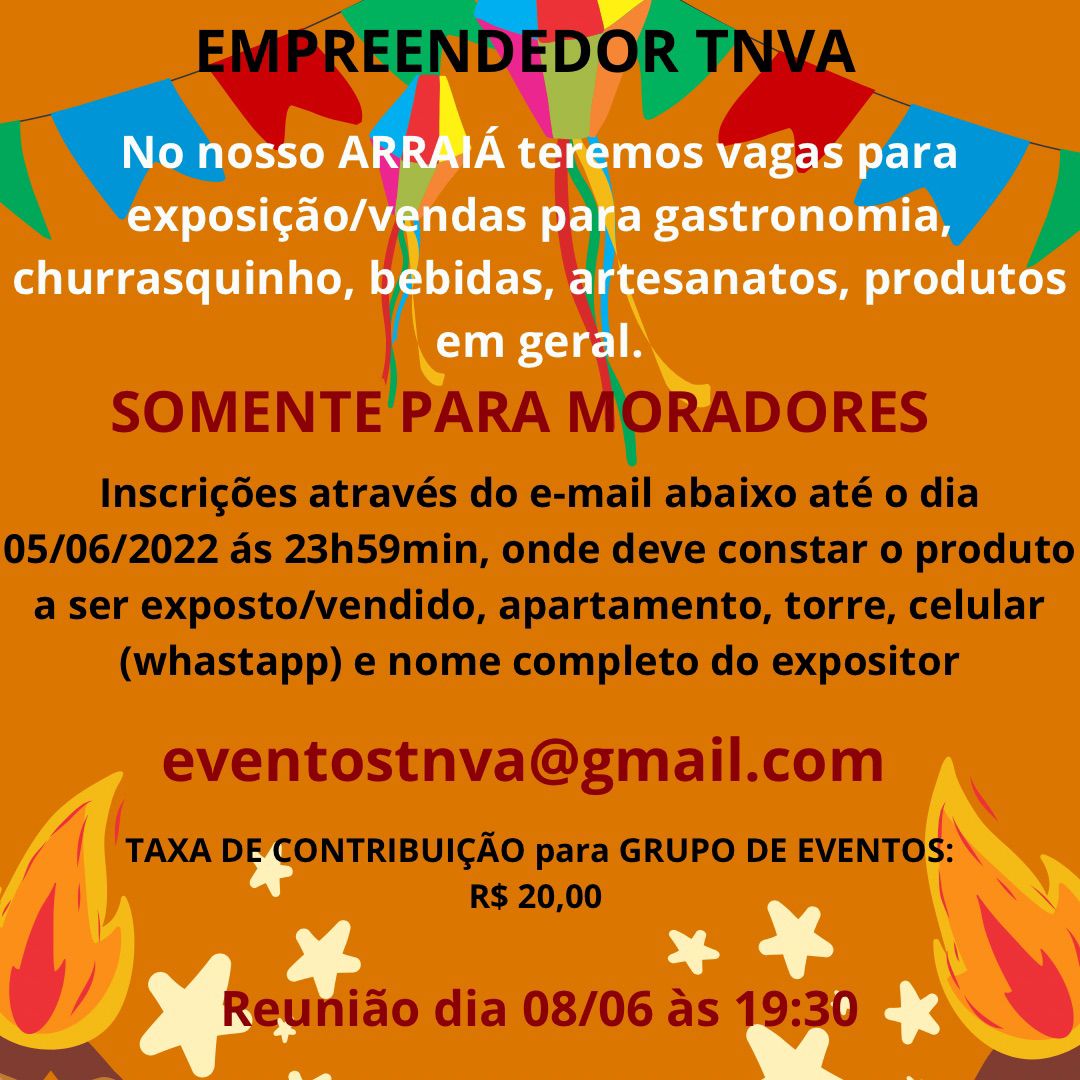 EMPREENDEDOR TNVA
No nosso ARRAIÁ teremos vagas para
exposição/vendas para gastronomia,
churrasquinho, bebidas, artesanatos, produtos
em geral.
SOMENTE PARA MORADORES
Inscrições através do e-mail abaixo até o dia
05/06/2022 ás 23h59min, onde deve constar o produto
a ser exposto/vendido, apartamento, torre, celular
(whastapp) e nome completo do expositor
eventostnva@gmail.com
TAXA DE CONTRIBUIÇÃO para GRUPO DE EVENTOS:
R$ 20,00
Reunião dia 08/06 às 19:30